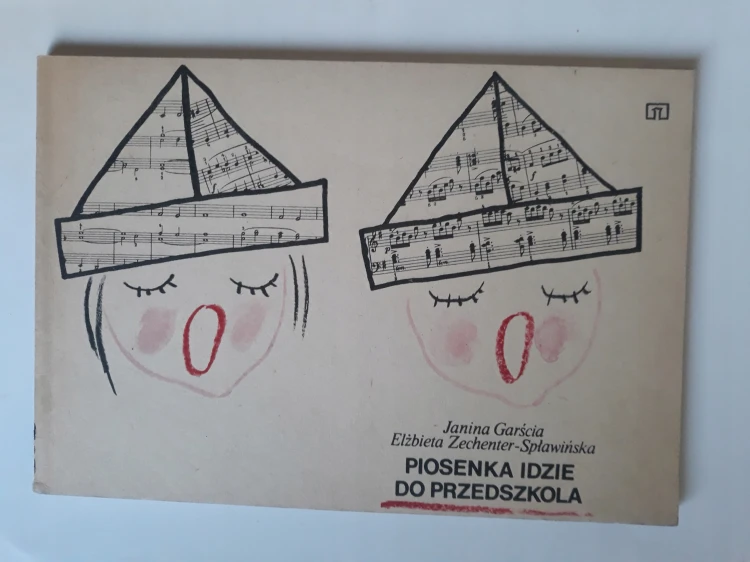 Janina Garścia
Elżbieta Zechenter-Spławińska
PIOSENKA IDZIE
DO PRZEDSZKOLA